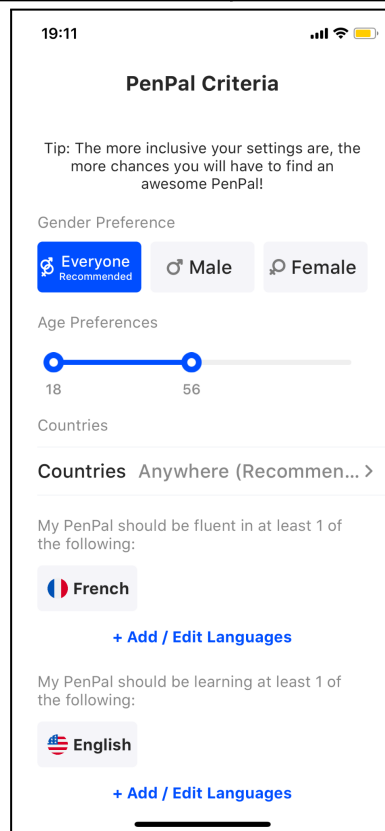 19:11
PenPal Criteria
Tip: The more inclusive your settings are, the
more chances you will have to find an
awesome PenPal!
Gender Preference
Everyone
Recommended
Male
Female
Age Preferences
18
56
Countries
Countries Anywhere (Recommen...
My PenPal should be fluent in at least 1 of
the following:
French
+ Add / Edit Languages
My PenPal should be learning at least 1 of
the following:
English
+ Add / Edit Languages